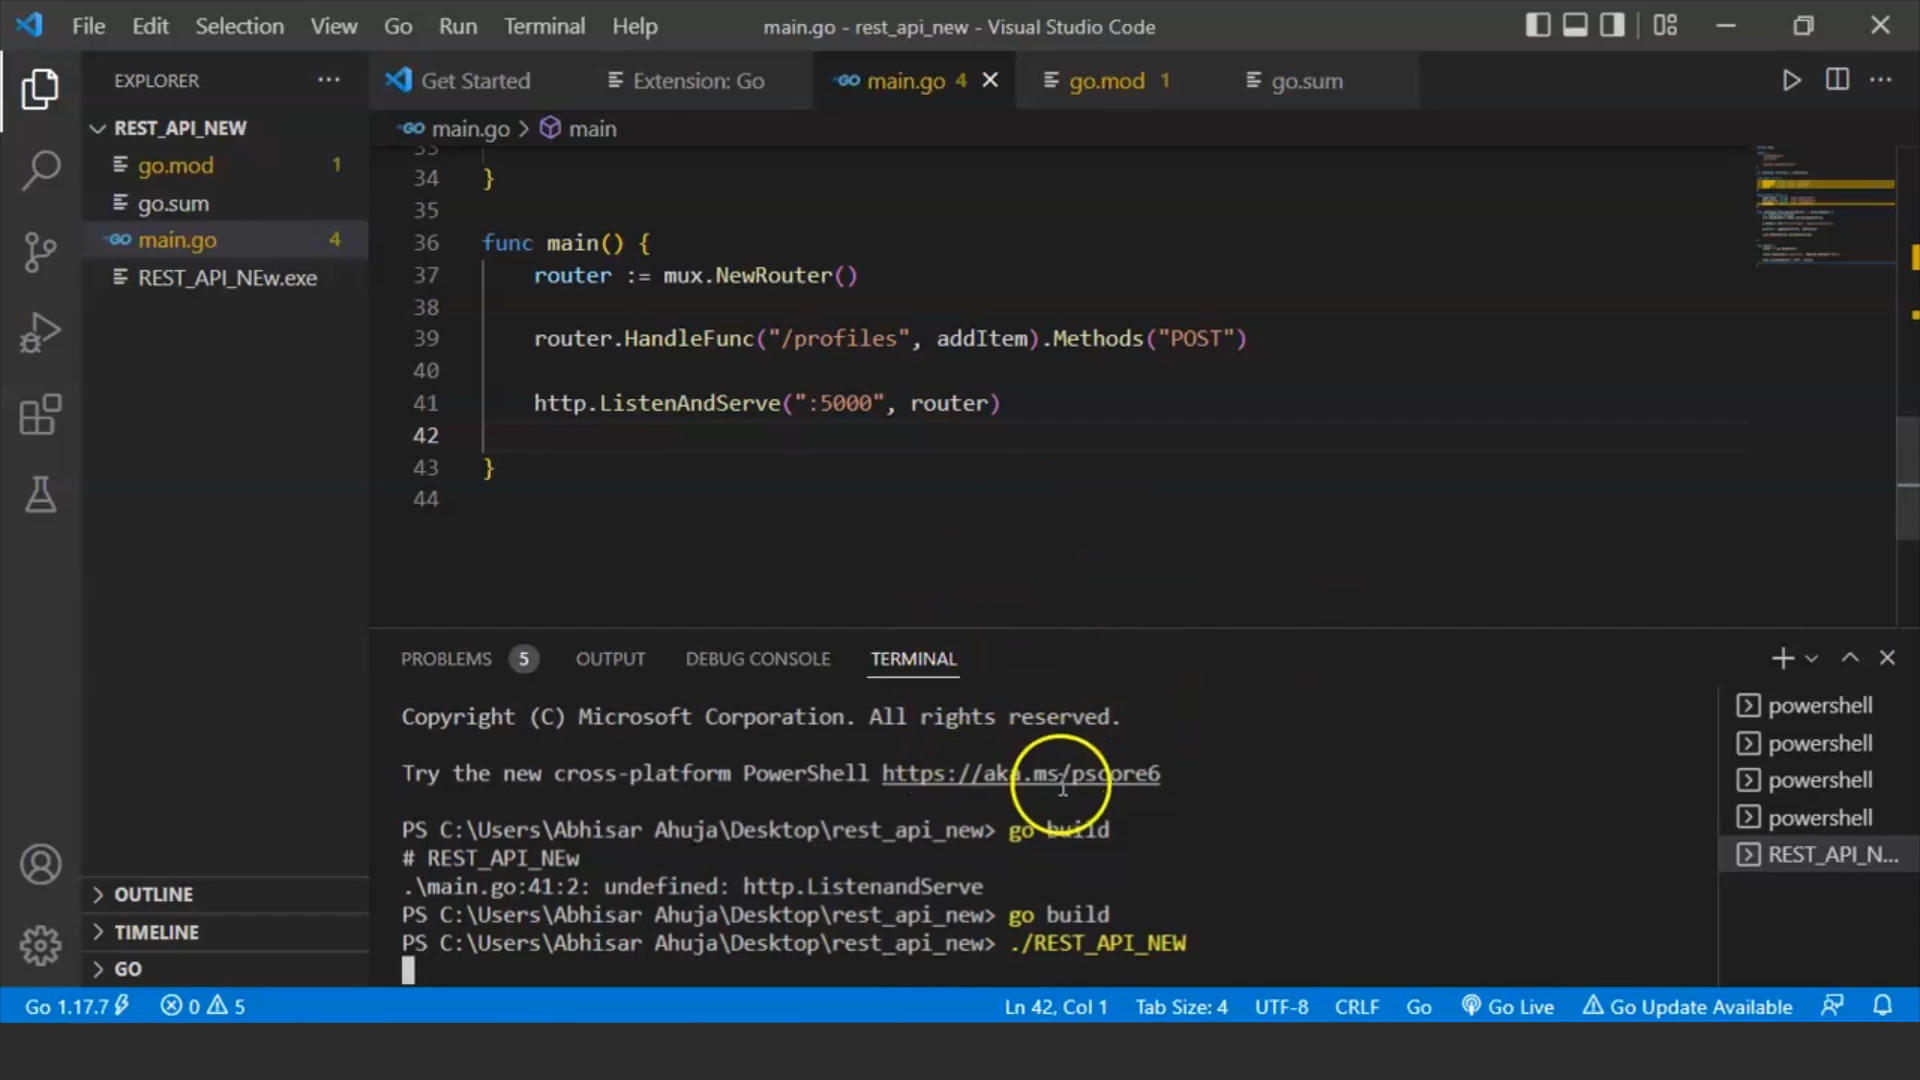 File Edit Selection View Go Run Terminal Help main.go - rest_api_new - Visual Studio Code
EXPLORER
Get Started Extension: Go main.go 4 go.mod 1 go.sum
REST_API_NEW
go.mod 1
go.sum
main.go 4
REST_API_NEw.exe
OUTLINE
TIMELINE
GO
main.go > main
33
34 }
35
36 func main() {
37 router := mux.NewRouter()
38
39 router.HandleFunc("/profiles", addItem).Methods("POST")
40
41 http.ListenAndServe(":5000", router)
42
43 }
44
PROBLEMS 5 OUTPUT DEBUG CONSOLE TERMINAL
Copyright (C) Microsoft Corporation. All rights reserved.
Try the new cross-platform PowerShell https://aka.ms/pscore6
PS C:\Users\Abhisar Ahuja\Desktop\rest_api_new> go build
# REST_API_NEw
.\main.go:41:2: undefined: http.ListenandServe
PS C:\Users\Abhisar Ahuja\Desktop\rest_api_new> go build
PS C:\Users\Abhisar Ahuja\Desktop\rest_api_new> ./REST_API_NEW
powershell
powershell
powershell
powershell
REST_API_N...
Go 1.17.7 0 5 Ln 42, Col 1 Tab Size: 4 UTF-8 CRLF Go Go Live Go Update Available